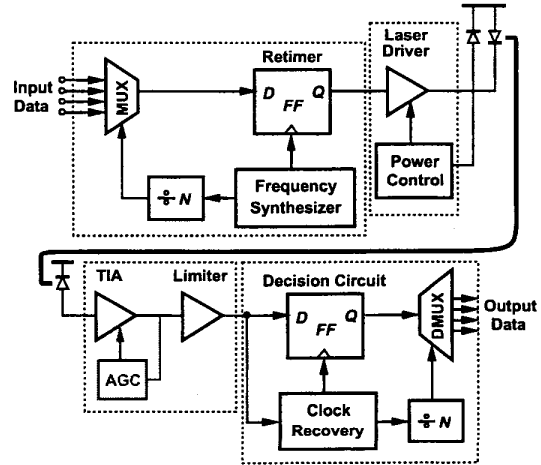 Laser
Driver
Retimer
Input
Data
MUX
D
Q
FF
Power
Control
÷ N
Frequency
Synthesizer
TIA
Limiter
Decision Circuit
D
Q
FF
DMUX
Output
Data
AGC
Clock
Recovery
÷ N